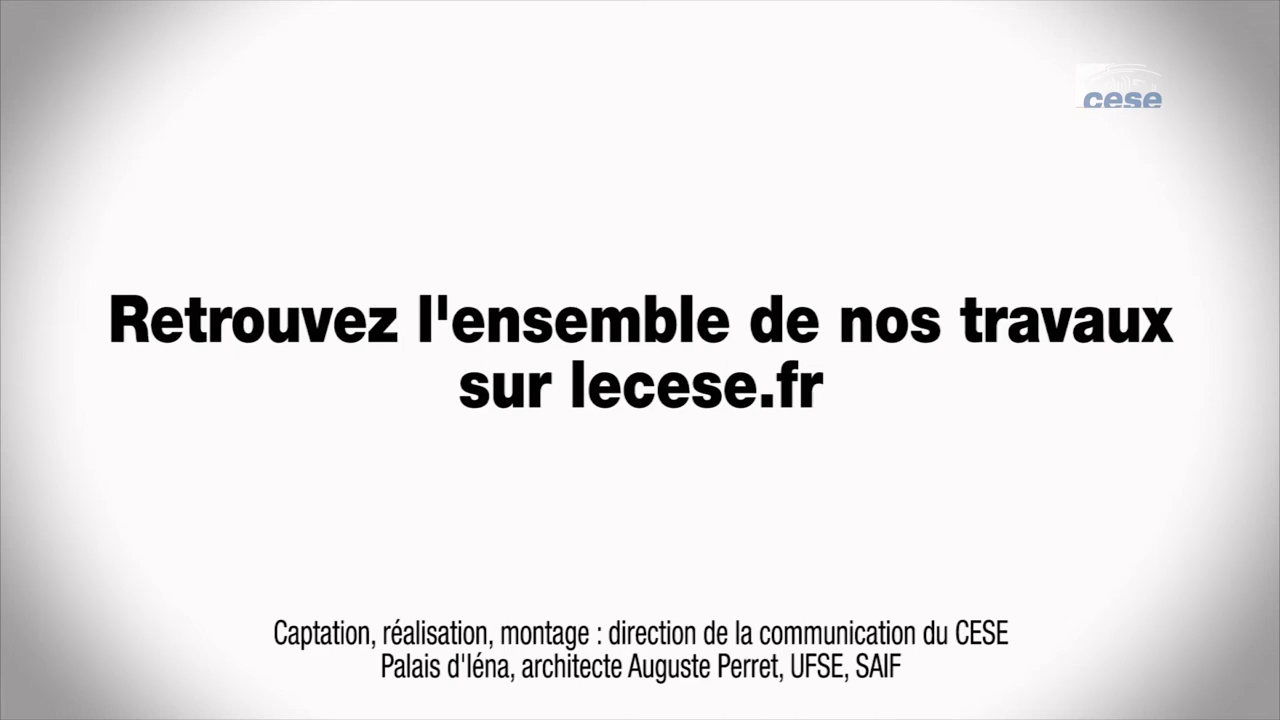 cese
Retrouvez l'ensemble de nos travaux
sur lecese.fr
Captation, réalisation, montage : direction de la communication du CESE
Palais d'Iéna, architecte Auguste Perret, UFSE, SAIF